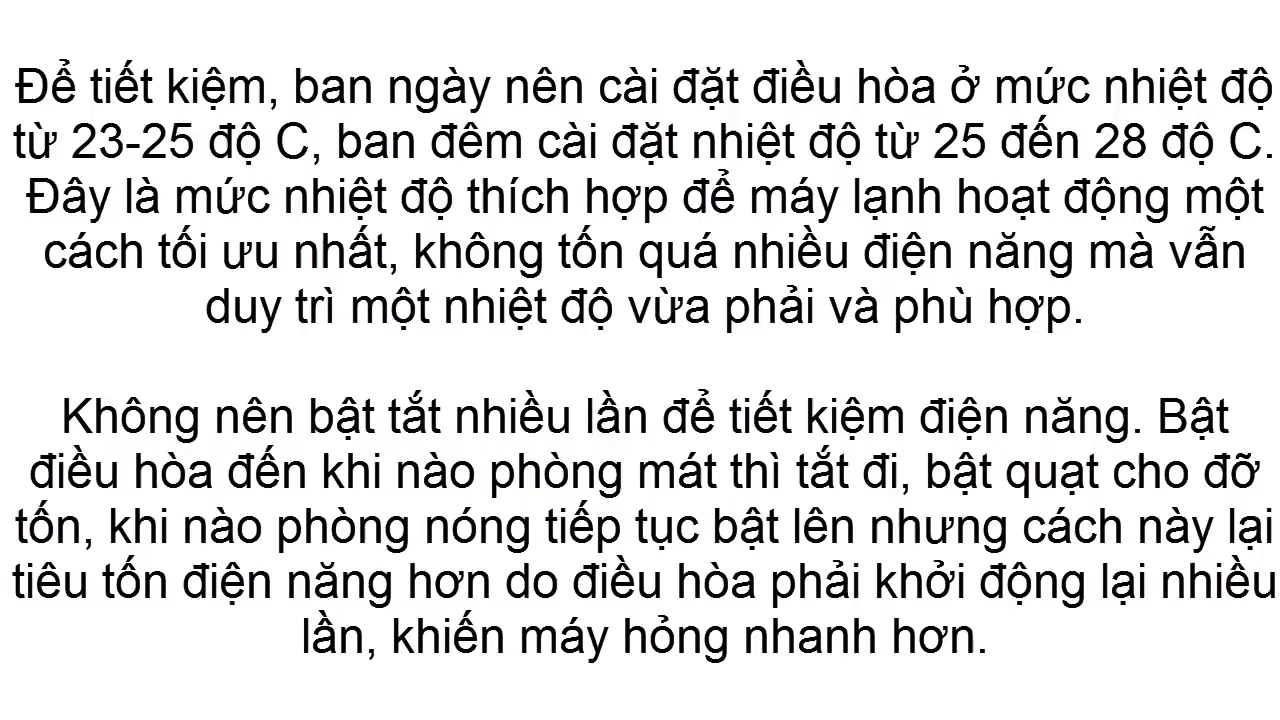 Để tiết kiệm, ban ngày nên cài đặt điều hòa ở mức nhiệt độ
từ 23-25 độ C, ban đêm cài đặt nhiệt độ từ 25 đến 28 độ C.
Đây là mức nhiệt độ thích hợp để máy lạnh hoạt động một
cách tối ưu nhất, không tốn quá nhiều điện năng mà vẫn
duy trì một nhiệt độ vừa phải và phù hợp.
Không nên bật tắt nhiều lần để tiết kiệm điện năng. Bật
điều hòa đến khi nào phòng mát thì tắt đi, bật quạt cho đỡ
tốn, khi nào phòng nóng tiếp tục bật lên nhưng cách này lại
tiêu tốn điện năng hơn do điều hòa phải khởi động lại nhiều
lần, khiến máy hỏng nhanh hơn.